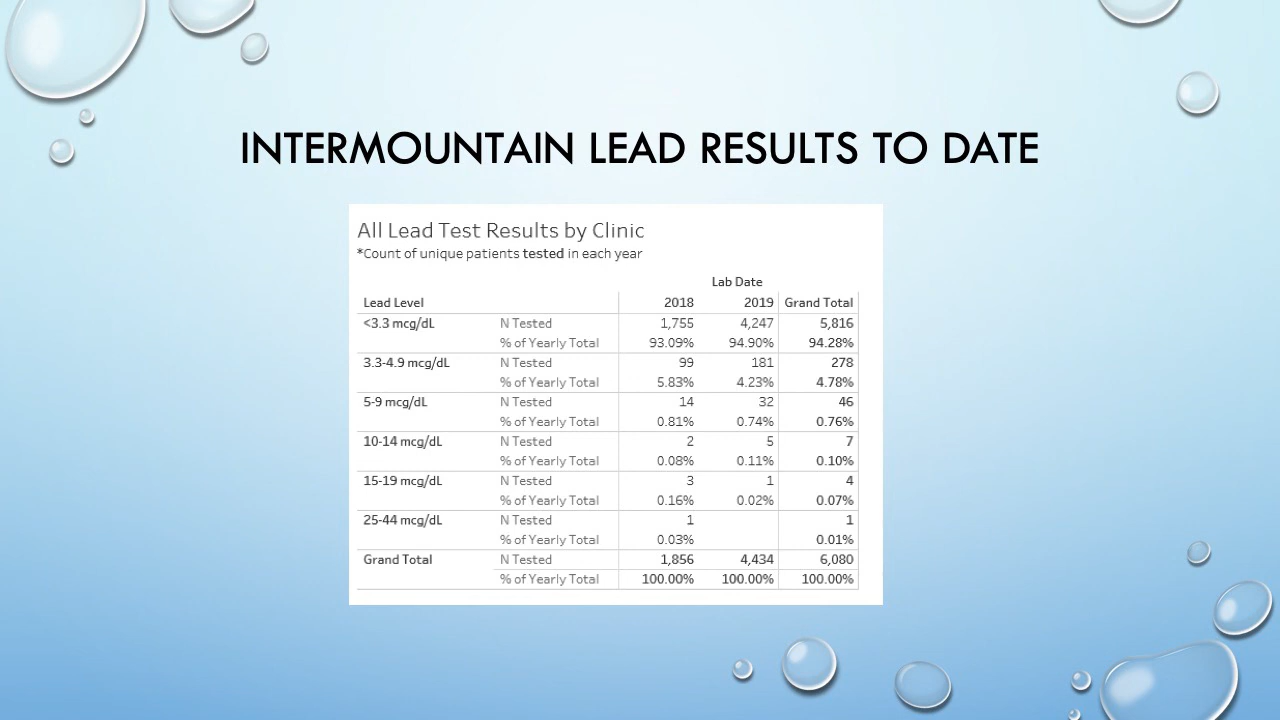 INTERMOUNTAIN LEAD RESULTS TO DATE
All Lead Test Results by Clinic
*Count of unique patients tested in each year
Lab Date
Lead Level 2018 2019 Grand Total
<3.3 mcg/dL N Tested 1,755 4,247 5,816
% of Yearly Total 93.09% 94.90% 94.28%
3.3-4.9 mcg/dL N Tested 99 181 278
% of Yearly Total 5.83% 4.23% 4.78%
5-9 mcg/dL N Tested 14 32 46
% of Yearly Total 0.81% 0.74% 0.76%
10-14 mcg/dL N Tested 2 5 7
% of Yearly Total 0.08% 0.11% 0.10%
15-19 mcg/dL N Tested 3 1 4
% of Yearly Total 0.16% 0.02% 0.07%
25-44 mcg/dL N Tested 1 1
% of Yearly Total 0.03% 0.01%
Grand Total N Tested 1,856 4,434 6,080
% of Yearly Total 100.00% 100.00% 100.00%